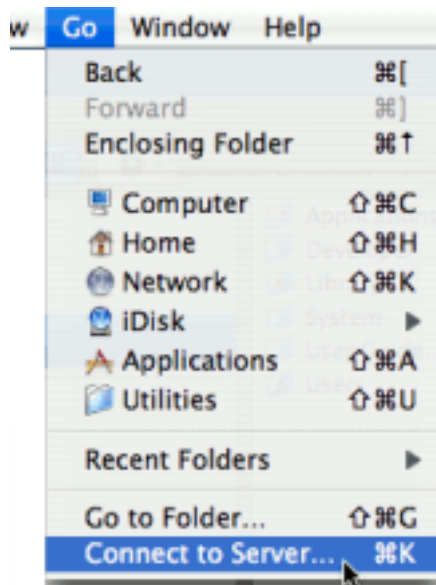 w Go Window Help
Back ⌘[
Forward ⌘]
Enclosing Folder ⌘↑
Computer ⇧⌘C
Home ⇧⌘H
Network ⇧⌘K
iDisk ▶
Applications ⇧⌘A
Utilities ⇧⌘U
Recent Folders ▶
Go to Folder... ⇧⌘G
Connect to Server... ⌘K